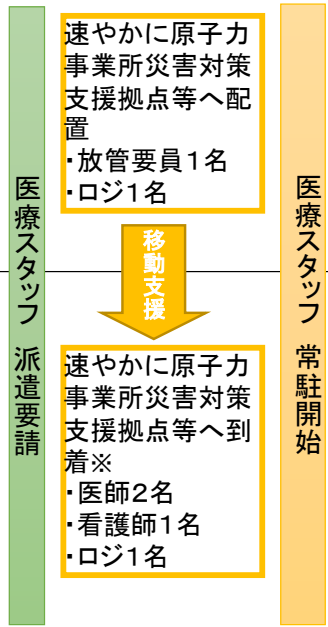 医療スタッフ 派遣要請
速やかに原子力
事業所災害対策
支援拠点等へ配
置
・放管要員1名
・ロジ1名
移動支援
速やかに原子力
事業所災害対策
支援拠点等へ到
着※
・医師2名
・看護師1名
・ロジ1名
医療スタッフ 常駐開始